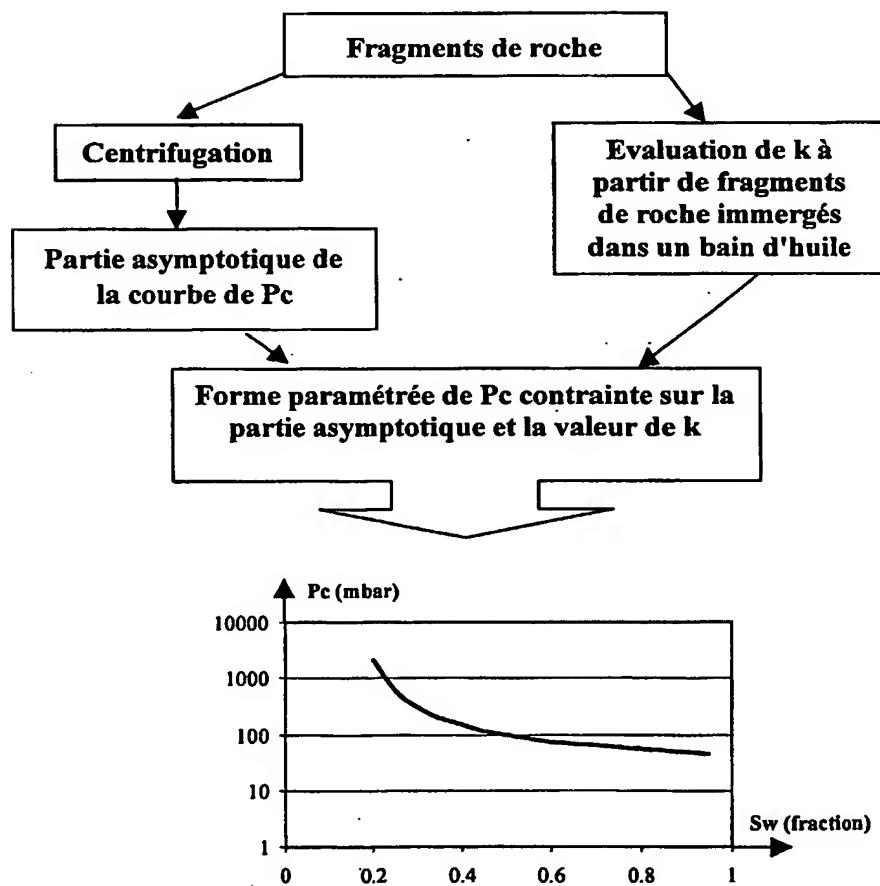 Fragments de roche
Centrifugation
Evaluation de k à
partir de fragments
de roche immergés
dans un bain d'huile
Partie asymptotique de
la courbe de Pc
Forme paramétrée de Pc contrainte sur la
partie asymptotique et la valeur de k
Pc (mbar)
10000
1000
100
10
1
Sw (fraction)
0 0.2 0.4 0.6 0.8 1